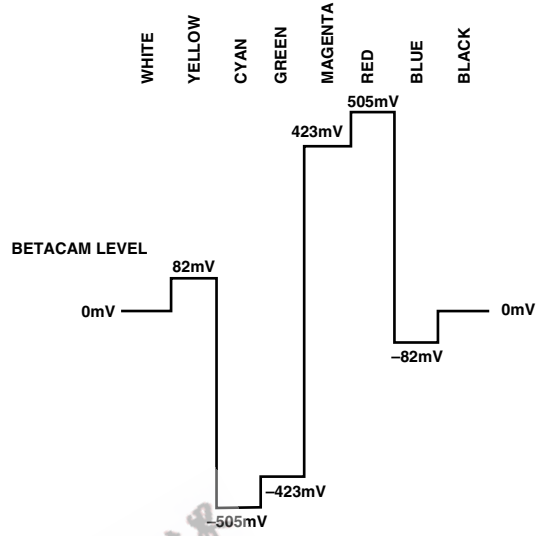 WHITE
YELLOW
CYAN
GREEN
MAGENTA
RED
BLUE
BLACK
505mV
423mV
BETACAM LEVEL
82mV
0mV
0mV
–82mV
–423mV
–505mV